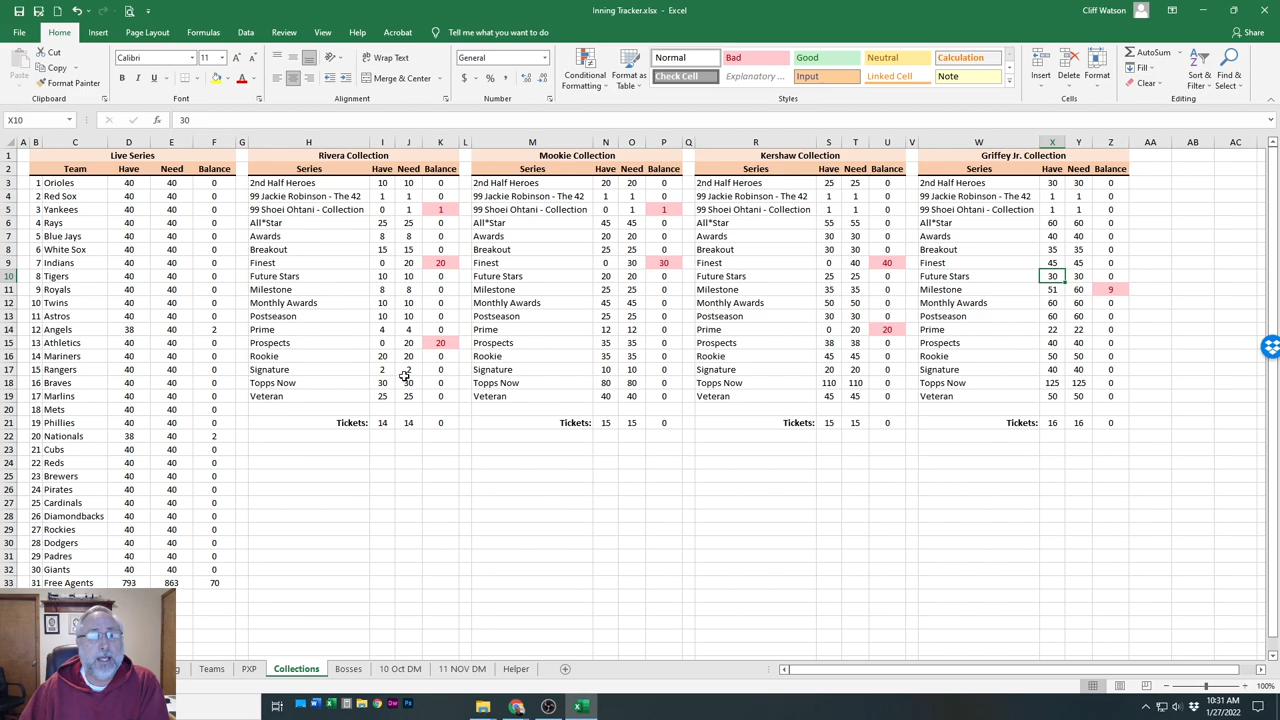 Inning Tracker.xlsx - Excel
Cliff Watson
File Home Insert Draw Page Layout Formulas Data Review View Help Acrobat Tell me what you want to do Share
Paste Cut Copy Format Painter Clipboard
Calibri 11 Font
Wrap Text Merge & Center Alignment
General Number
Conditional Formatting Format as Table
Normal Bad Good Neutral Calculation
Check Cell Explanatory ... Input Linked Cell Note
Styles
Insert Delete Format Cells
AutoSum Fill Clear Sort & Filter Find & Select Editing
X10 fx 30
A B C D E F G H I J K L M N O P Q R S T U V W X Y Z AA AB AC
1 Live Series Rivera Collection Mookie Collection Kershaw Collection Griffey Jr. Collection
2 Team Have Need Balance Series Have Need Balance Series Have Need Balance Series Have Need Balance Series Have Need Balance
3 1 Orioles 40 40 0 2nd Half Heroes 10 10 0 2nd Half Heroes 20 20 0 2nd Half Heroes 25 25 0 2nd Half Heroes 30 30 0
4 2 Red Sox 40 40 0 99 Jackie Robinson - The 42 1 1 0 99 Jackie Robinson - The 42 1 1 0 99 Jackie Robinson - The 42 1 1 0 99 Jackie Robinson - The 42 1 1 0
5 3 Yankees 40 40 0 99 Shoei Ohtani - Collection 0 1 1 99 Shoei Ohtani - Collection 0 1 1 99 Shoei Ohtani - Collection 1 1 0 99 Shoei Ohtani - Collection 1 1 0
6 4 Rays 40 40 0 All*Star 25 25 0 All*Star 45 45 0 All*Star 55 55 0 All*Star 60 60 0
7 5 Blue Jays 40 40 0 Awards 8 8 0 Awards 20 20 0 Awards 30 30 0 Awards 40 40 0
8 6 White Sox 40 40 0 Breakout 15 15 0 Breakout 25 25 0 Breakout 30 30 0 Breakout 35 35 0
9 7 Indians 40 40 0 Finest 0 20 20 Finest 0 30 30 Finest 0 40 40 Finest 45 45 0
10 8 Tigers 40 40 0 Future Stars 10 10 0 Future Stars 20 20 0 Future Stars 25 25 0 Future Stars 30 30 0
11 9 Royals 40 40 0 Milestone 8 8 0 Milestone 25 25 0 Milestone 35 35 0 Milestone 51 60 9
12 10 Twins 40 40 0 Monthly Awards 10 10 0 Monthly Awards 45 45 0 Monthly Awards 50 50 0 Monthly Awards 60 60 0
13 11 Astros 40 40 0 Postseason 10 10 0 Postseason 25 25 0 Postseason 30 30 0 Postseason 60 60 0
14 12 Angels 38 40 2 Prime 4 4 0 Prime 12 12 0 Prime 0 20 20 Prime 22 22 0
15 13 Athletics 40 40 0 Prospects 0 20 20 Prospects 35 35 0 Prospects 38 38 0 Prospects 40 40 0
16 14 Mariners 40 40 0 Rookie 20 20 0 Rookie 35 35 0 Rookie 45 45 0 Rookie 50 50 0
17 15 Rangers 40 40 0 Signature 2 2 0 Signature 10 10 0 Signature 20 20 0 Signature 40 40 0
18 16 Braves 40 40 0 Topps Now 30 30 0 Topps Now 80 80 0 Topps Now 110 110 0 Topps Now 125 125 0
19 17 Marlins 40 40 0 Veteran 25 25 0 Veteran 40 40 0 Veteran 45 45 0 Veteran 50 50 0
20 18 Mets 40 40 0
21 19 Phillies 40 40 0 Tickets: 14 14 0 Tickets: 15 15 0 Tickets: 15 15 0 Tickets: 16 16 0
22 20 Nationals 38 40 2
23 21 Cubs 40 40 0
24 22 Reds 40 40 0
25 23 Brewers 40 40 0
26 24 Pirates 40 40 0
27 25 Cardinals 40 40 0
28 26 Diamondbacks 40 40 0
29 27 Rockies 40 40 0
30 28 Dodgers 40 40 0
31 29 Padres 40 40 0
32 30 Giants 40 40 0
33 31 Free Agents 793 863 70
Teams PXP Collections Bosses 10 Oct DM 11 NOV DM Helper
100%
10:31 AM
1/27/2022